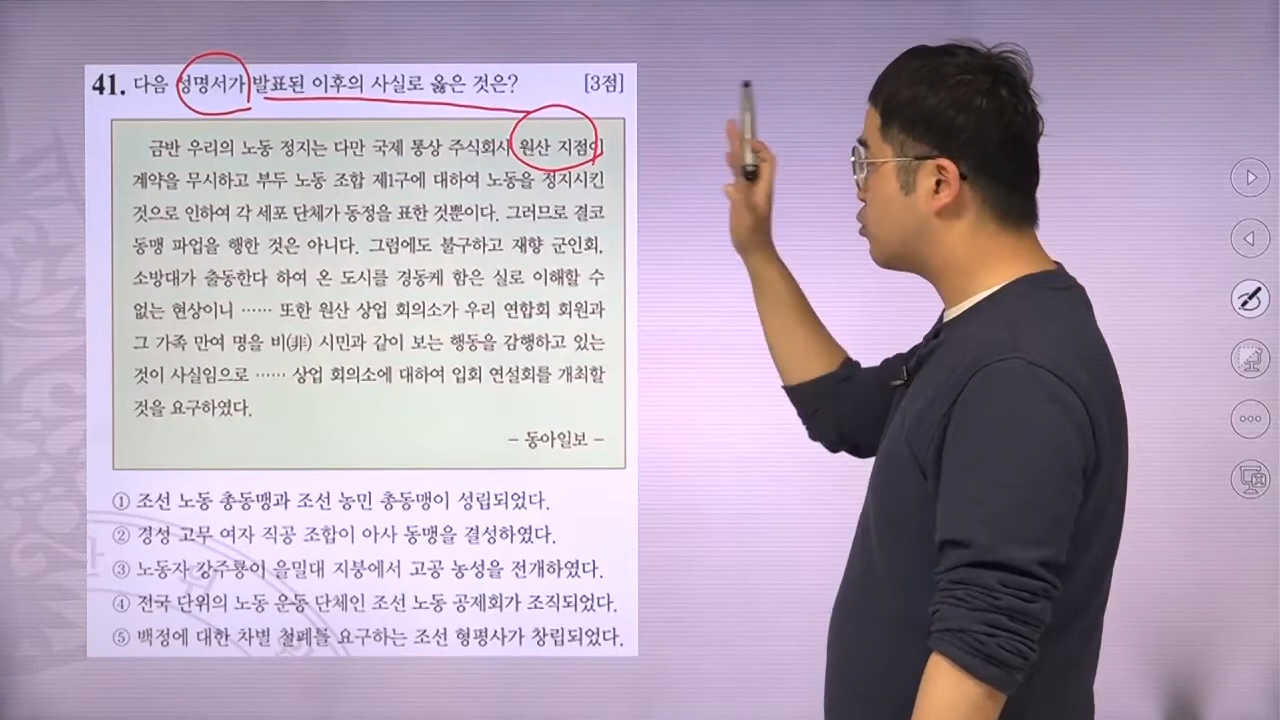 41. 다음 성명서가 발표된 이후의 사실로 옳은 것은? [3점]
금반 우리의 노동 정지는 다만 국제 통상 주식회사 원산 지점이
계약을 무시하고 부두 노동 조합 제1구에 대하여 노동을 정지시킨
것으로 인하여 각 세포 단체가 동정을 표한 것뿐이다. 그러므로 결코
동맹 파업을 행한 것은 아니다. 그럼에도 불구하고 재향 군인회,
소방대가 출동한다 하여 온 도시를 경동케 함은 실로 이해할 수
없는 현상이니 …… 또한 원산 상업 회의소가 우리 연합회 회원과
그 가족 만여 명을 비(非) 시민과 같이 보는 행동을 감행하고 있는
것이 사실임으로 …… 상업 회의소에 대하여 입회 연설회를 개최할
것을 요구하였다.
- 동아일보 -
① 조선 노동 총동맹과 조선 농민 총동맹이 성립되었다.
② 경성 고무 여자 직공 조합이 아사 동맹을 결성하였다.
③ 노동자 강주룡이 을밀대 지붕에서 고공 농성을 전개하였다.
④ 전국 단위의 노동 운동 단체인 조선 노동 공제회가 조직되었다.
⑤ 백정에 대한 차별 철폐를 요구하는 조선 형평사가 창립되었다.